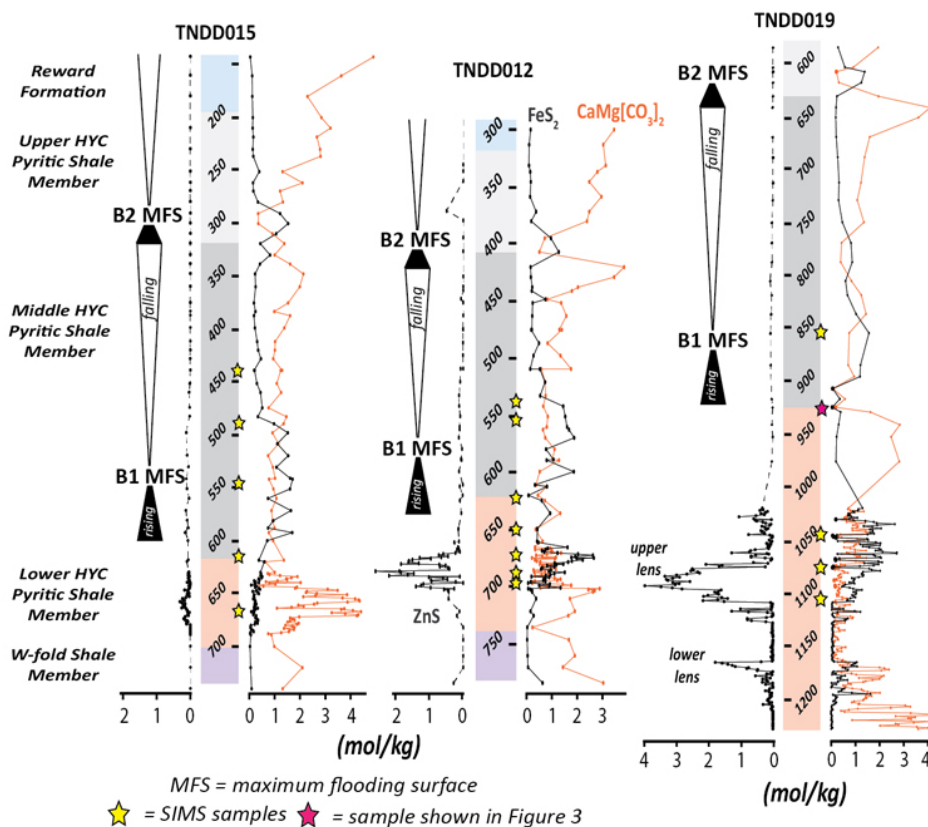 TNDD015
TNDD012
TNDD019
Reward
Formation
Upper HYC
Pyritic Shale
Member
Middle HYC
Pyritic Shale
Member
Lower HYC
Pyritic Shale
Member
W-fold Shale
Member
B2 MFS
falling
B1 MFS
rising
200
250
300
350
400
450
500
550
600
650
700
2
1
0
0
1
2
3
4
FeS2
CaMg[CO3]2
B2 MFS
falling
B1 MFS
rising
ZnS
300
350
400
450
500
550
600
650
700
750
2
1
0
0
1
2
3
B2 MFS
falling
B1 MFS
rising
upper
lens
lower
lens
600
650
700
750
800
850
900
950
1000
1050
1100
1150
1200
4
3
2
1
0
0
1
2
3
4
(mol/kg)
(mol/kg)
(mol/kg)
MFS = maximum flooding surface
= SIMS samples
= sample shown in Figure 3